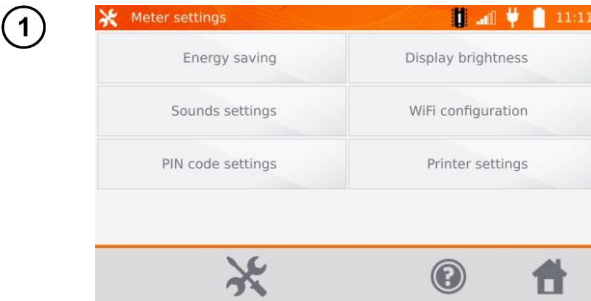 1
Meter settings 11:11
Energy saving Display brightness
Sounds settings WiFi configuration
PIN code settings Printer settings
?